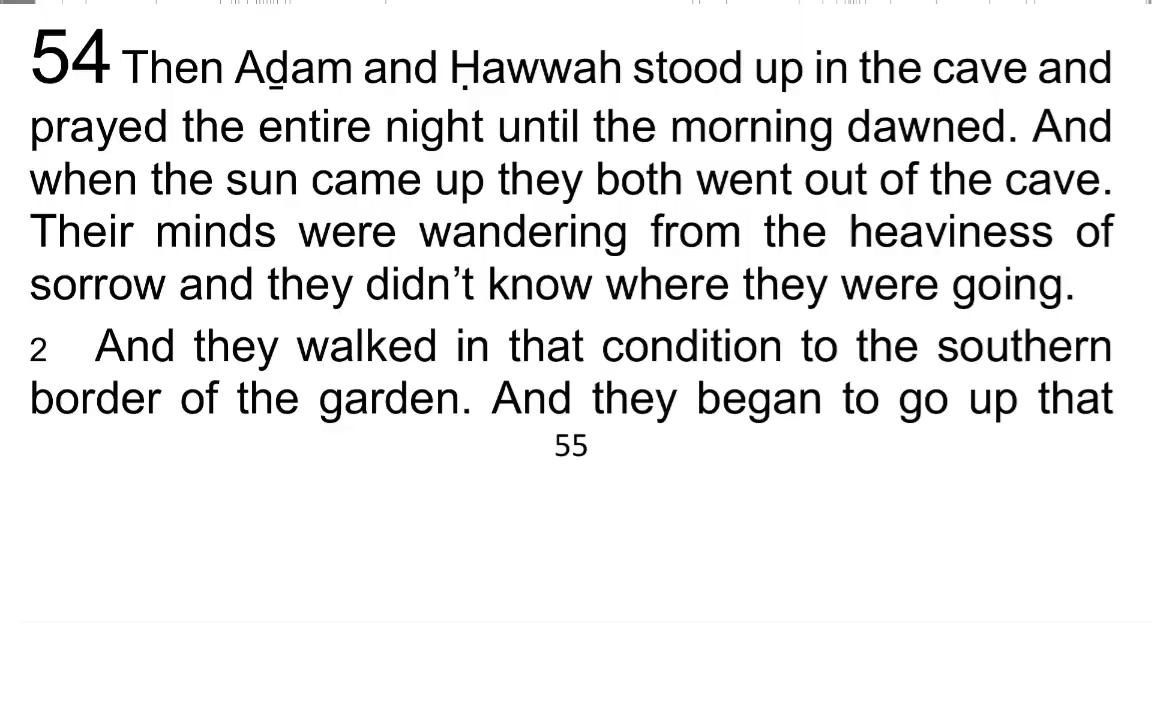 54 Then Aḏam and Ḥawwah stood up in the cave and
prayed the entire night until the morning dawned. And
when the sun came up they both went out of the cave.
Their minds were wandering from the heaviness of
sorrow and they didn’t know where they were going.
2 And they walked in that condition to the southern
border of the garden. And they began to go up that
55